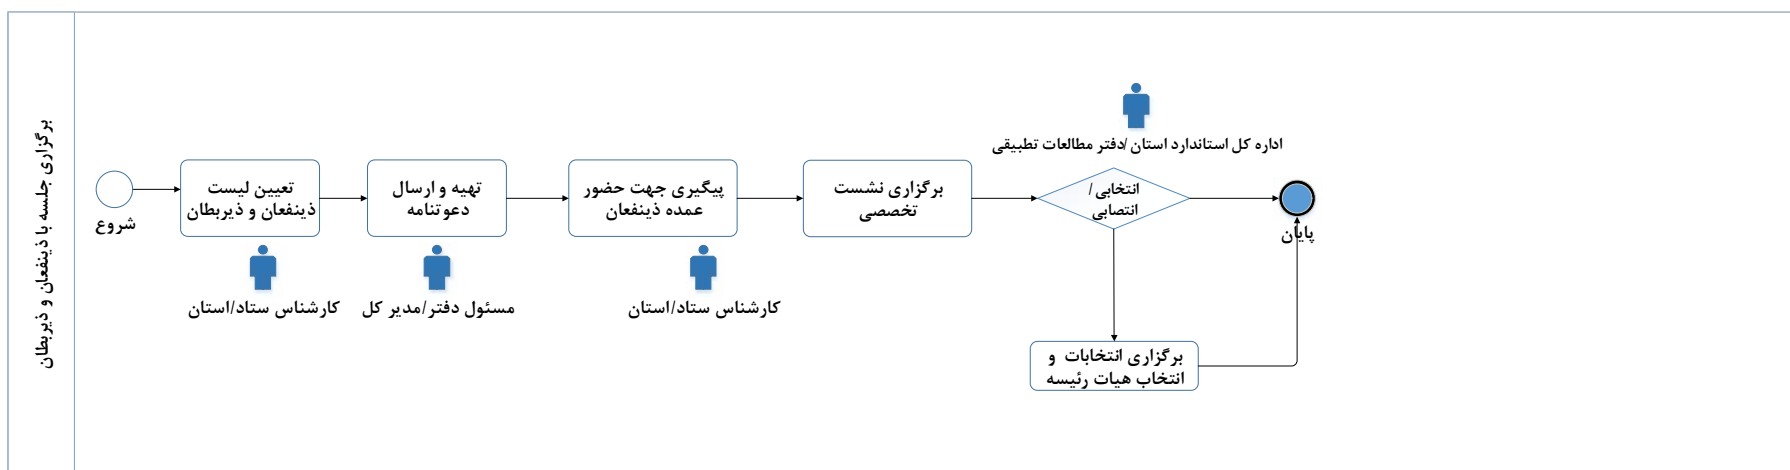 برگزاری جلسه با ذینفعان و ذیربطان
شروع
تعیین لیست
ذینفعان و ذیربطان
کارشناس ستاد/استان
تهیه و ارسال
دعوتنامه
مسئول دفتر/مدیر کل
پیگیری جهت حضور
عمده ذینفعان
کارشناس ستاد/استان
برگزاری نشست
تخصصی
اداره کل استاندارد استان /دفتر مطالعات تطبیقی
انتخابی /
انتصابی
برگزاری انتخابات و
انتخاب هیات رئیسه
پایان